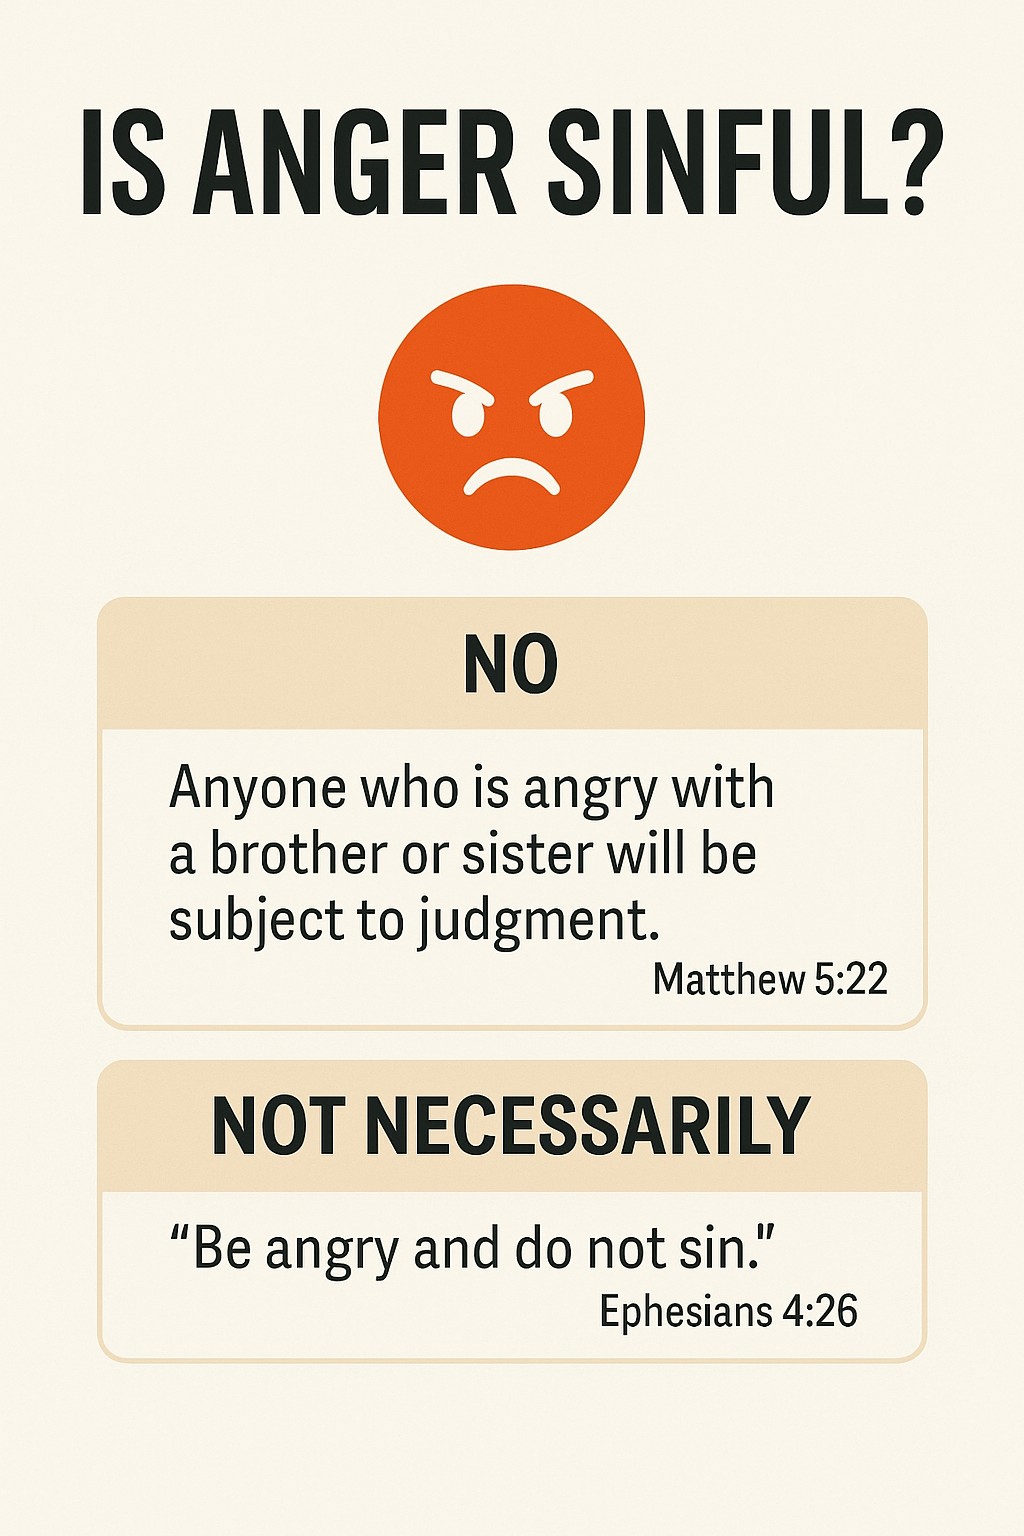 IS ANGER SINFUL?
NO
Anyone who is angry with
a brother or sister will be
subject to judgment.
Matthew 5:22
NOT NECESSARILY
“Be angry and do not sin.”
Ephesians 4:26